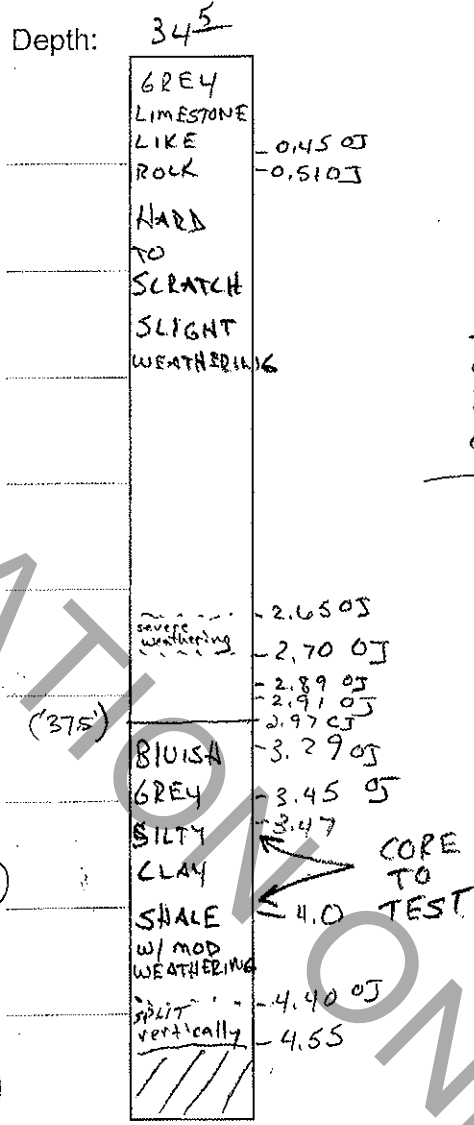 Depth: 34 5
GREY
LIMESTONE
LIKE
ROCK
0.45 OJ
0.51 OJ
HARD
TO
SCRATCH
SLIGHT
WEATHERING
2.65 OJ
severe
weathering
2.70 OJ
2.89 OJ
2.91 OJ
2.97 CJ
('375')
BlUISH
3.29 OJ
GREY
3.45 OJ
3.47
SILTY
CLAY
CORE
TO
TEST
SHALE
4.0
W/ MOD
WEATHERING
4.40 OJ
SPLIT
vertically
4.55
ATION ON